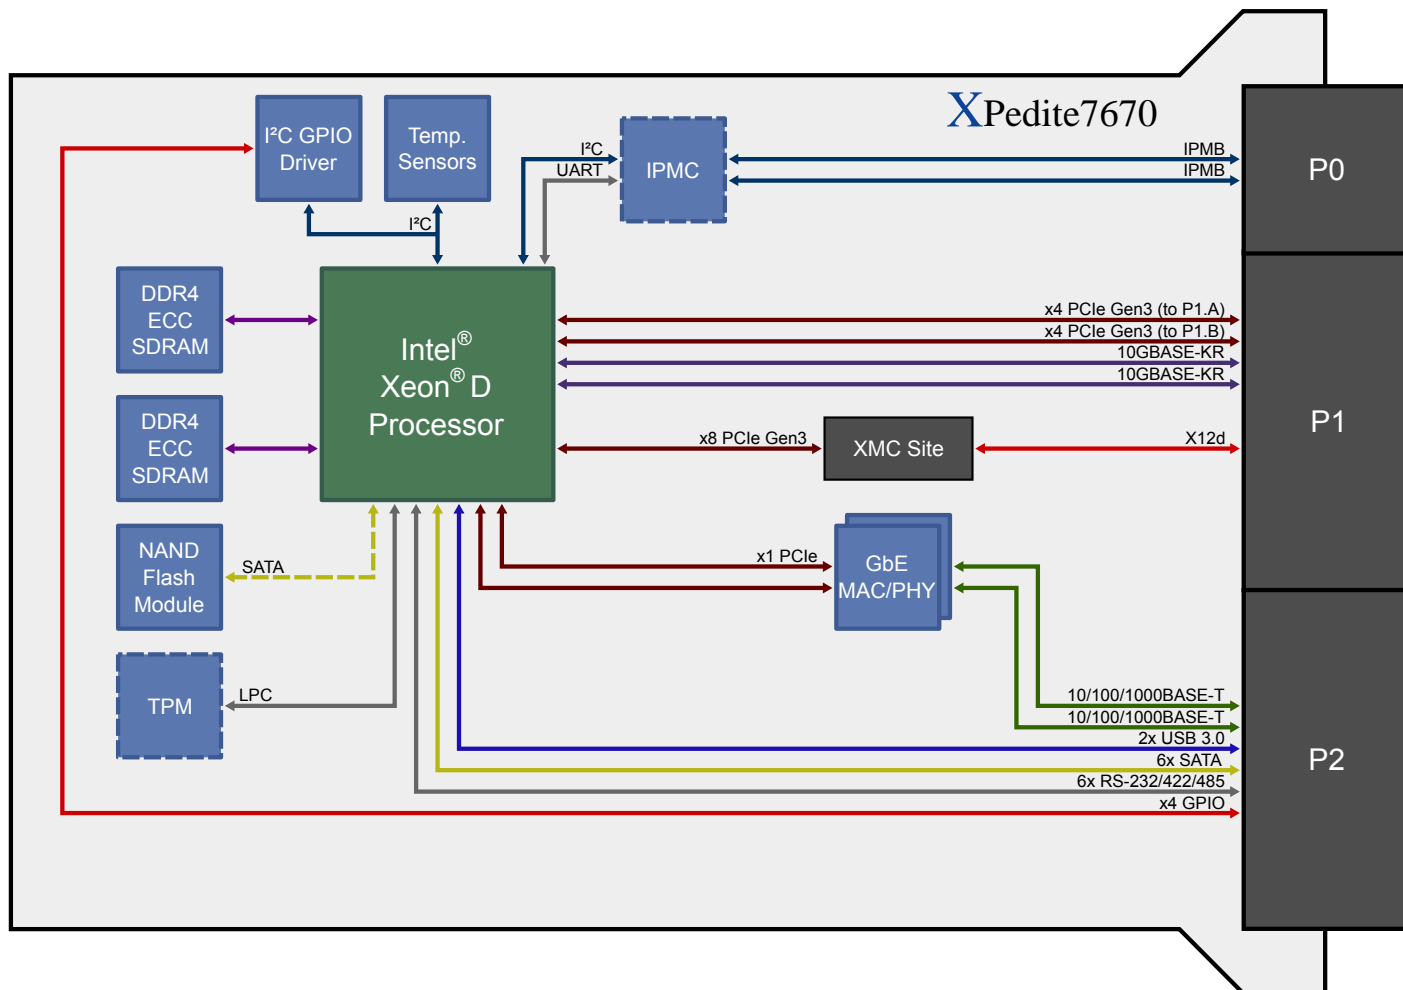 XPedite7670
I²C GPIO
Driver
Temp.
Sensors
I²C
I²C
UART
IPMC
IPMB
IPMB
P0
DDR4
ECC
SDRAM
DDR4
ECC
SDRAM
Intel®
Xeon® D
Processor
x4 PCIe Gen3 (to P1.A)
x4 PCIe Gen3 (to P1.B)
10GBASE-KR
10GBASE-KR
x8 PCIe Gen3
XMC Site
X12d
P1
NAND
Flash
Module
SATA
x1 PCIe
GbE
MAC/PHY
TPM
LPC
10/100/1000BASE-T
10/100/1000BASE-T
2x USB 3.0
6x SATA
6x RS-232/422/485
x4 GPIO
P2